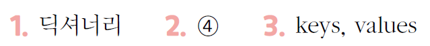 1. 딕셔너리 2. ④ 3. keys, values